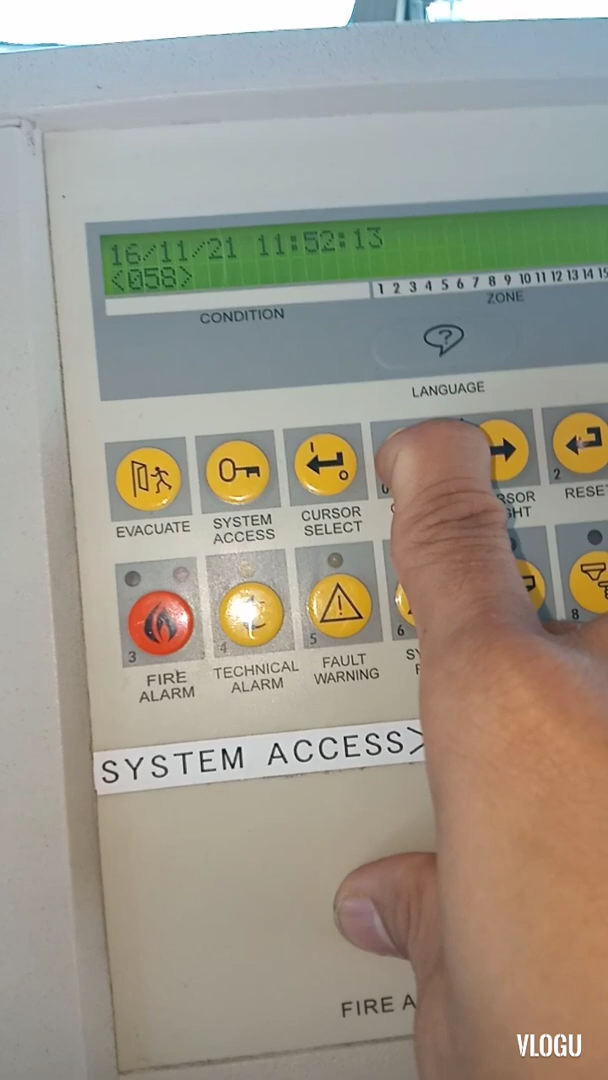 16/11/21 11:52:13
<058>
1 2 3 4 5 6 7 8 9 10 11 12 13 14 15
CONDITION
ZONE
?
LANGUAGE
EVACUATE
SYSTEM
ACCESS
CURSOR
SELECT
0
2
RESET
3
FIRE
ALARM
4
TECHNICAL
ALARM
5
FAULT
WARNING
6
8
SYSTEM ACCESS>
FIRE A
VLOGU